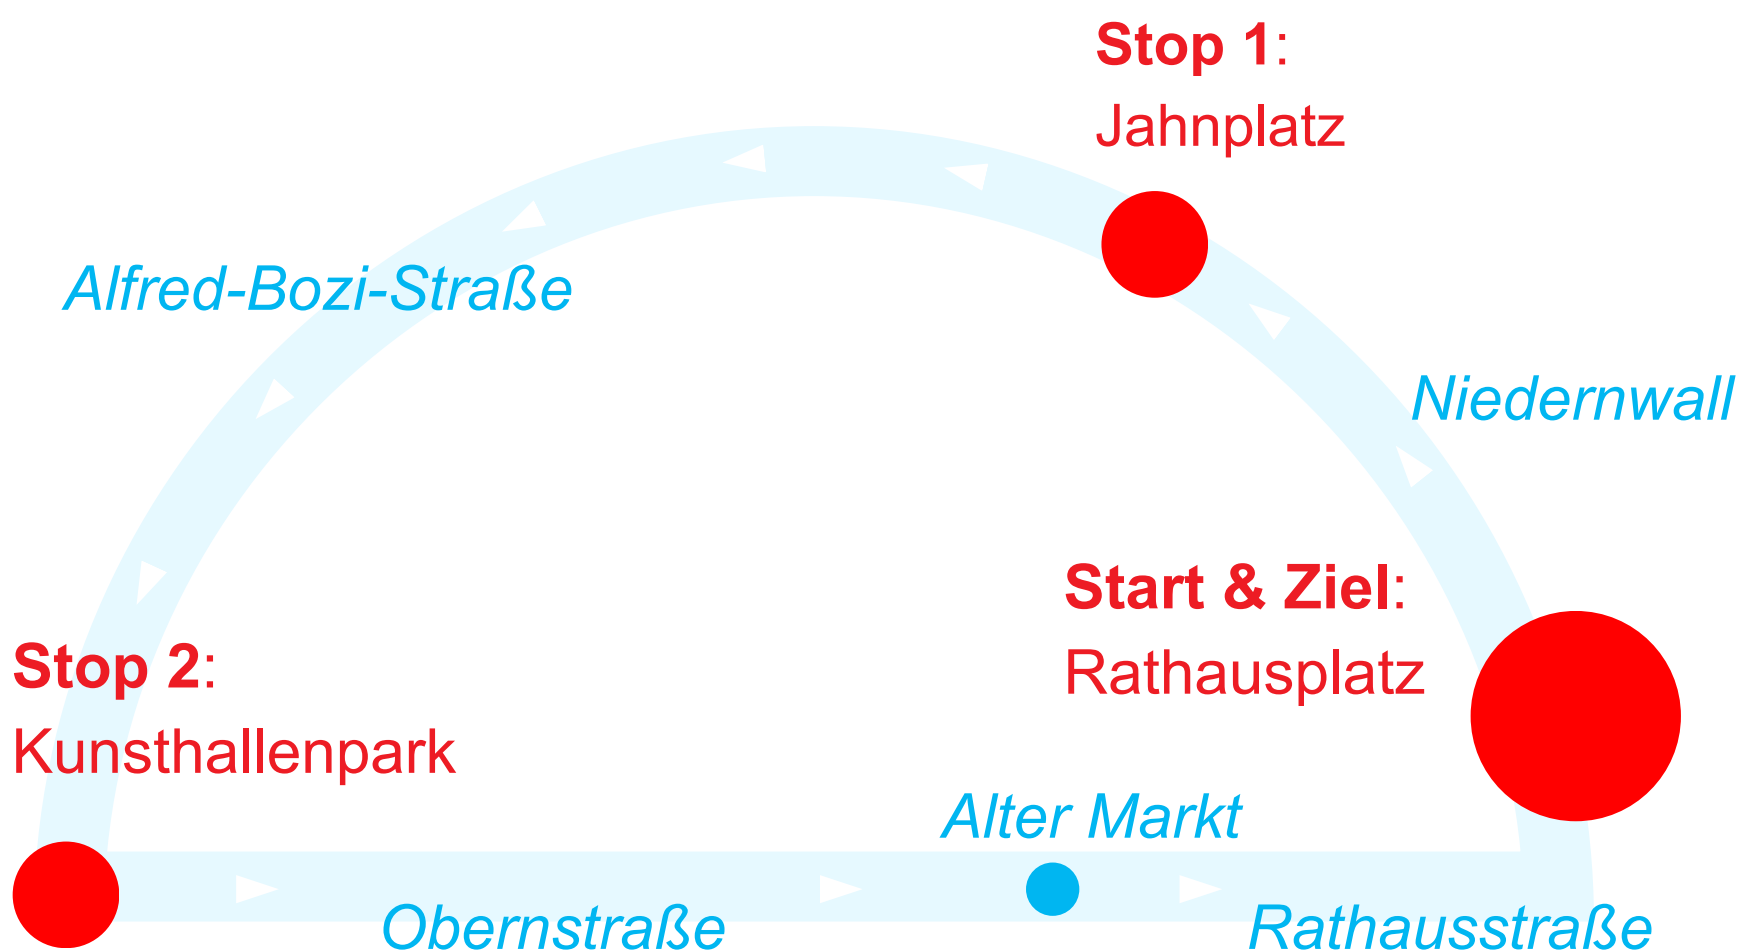 Stop 1:
Jahnplatz
Alfred-Bozi-Straße
Niedernwall
Start & Ziel:
Rathausplatz
Stop 2:
Kunsthallenpark
Alter Markt
Obernstraße
Rathausstraße